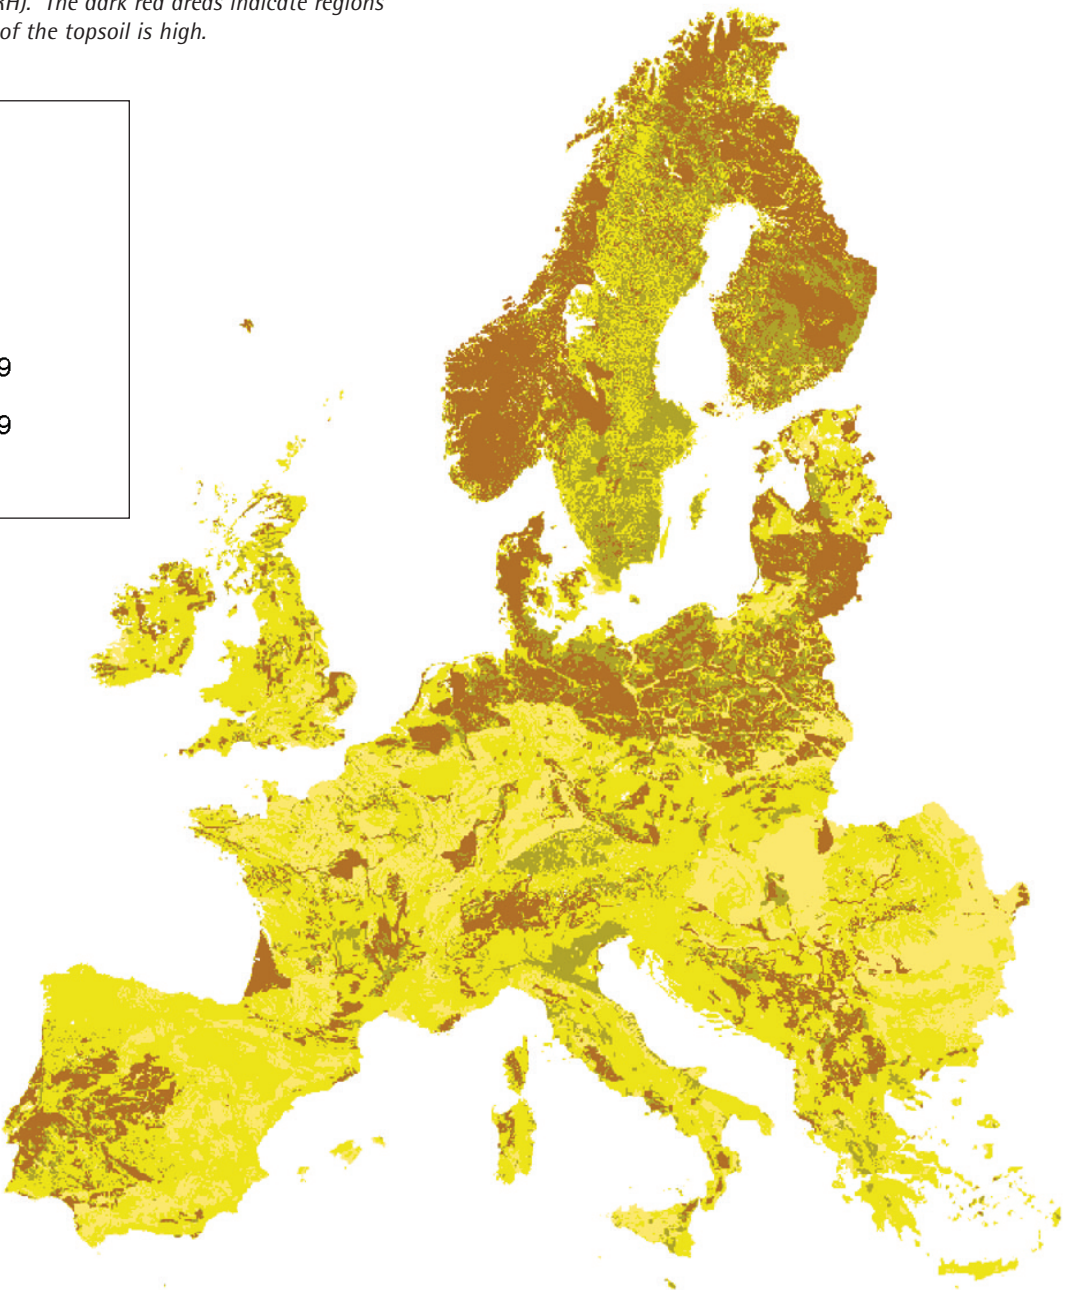 RH). The dark red areas indicate regions
of the topsoil is high.
9
9